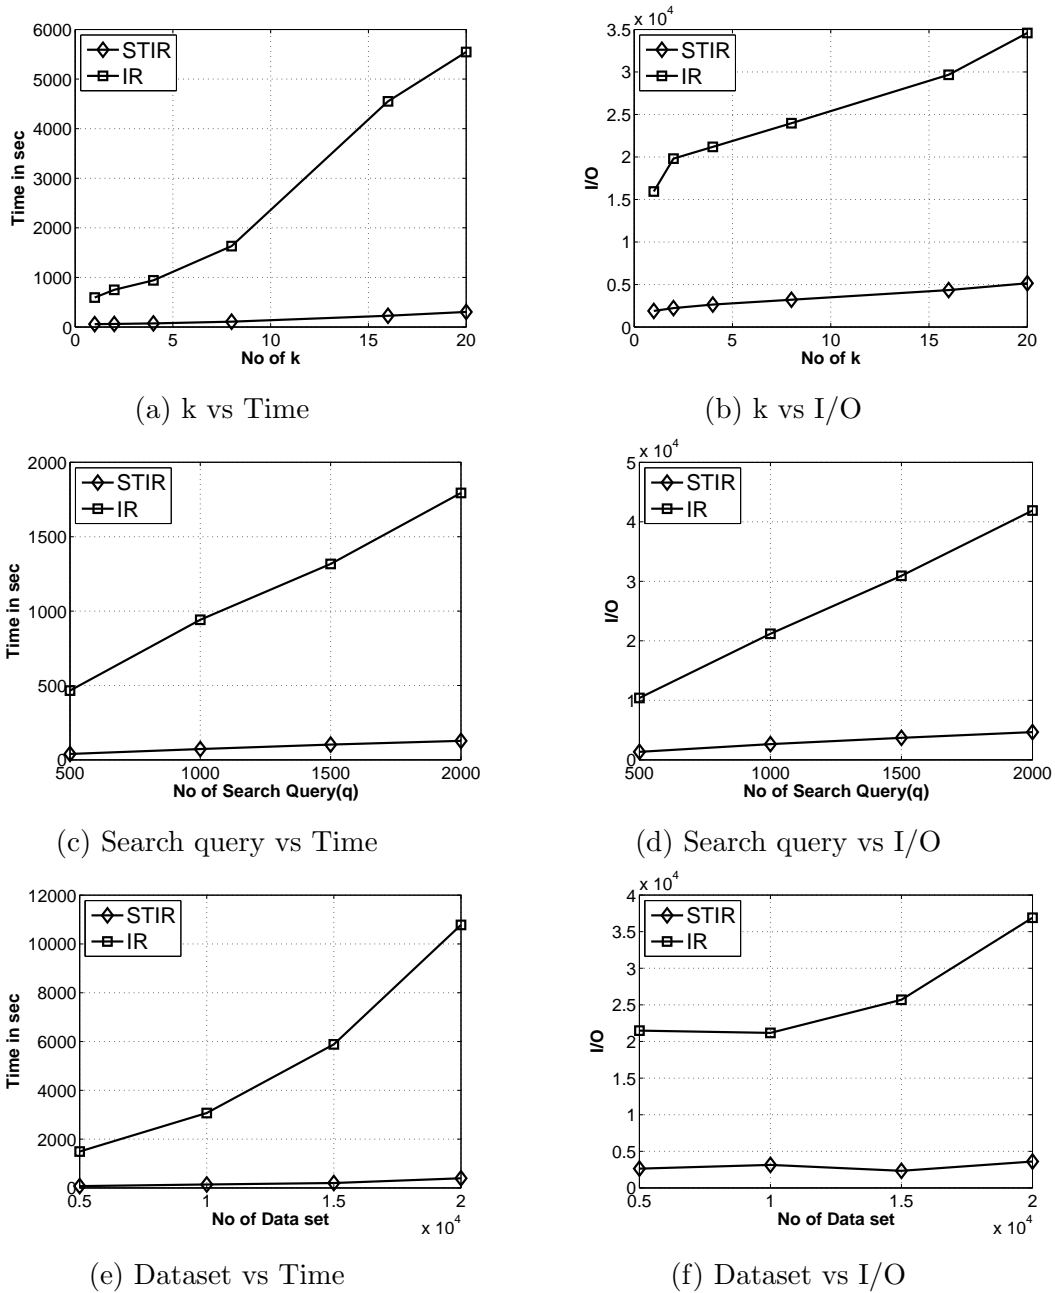 6000
5000
4000
3000
2000
1000
0
Time in sec
STIR
IR
0 5 10 15 20
No of k
(a) k vs Time
x 10^4
3.5
3
2.5
2
1.5
1
0.5
0
I/O
STIR
IR
0 5 10 15 20
No of k
(b) k vs I/O
2000
1500
1000
500
0
Time in sec
STIR
IR
500 1000 1500 2000
No of Search Query(q)
(c) Search query vs Time
x 10^4
5
4
3
2
1
0
I/O
STIR
IR
500 1000 1500 2000
No of Search Query(q)
(d) Search query vs I/O
12000
10000
8000
6000
4000
2000
0
Time in sec
STIR
IR
0.5 1 1.5 2
No of Data set
x 10^4
(e) Dataset vs Time
x 10^4
4
3.5
3
2.5
2
1.5
1
0.5
0
I/O
STIR
IR
0.5 1 1.5 2
No of Data set
x 10^4
(f) Dataset vs I/O